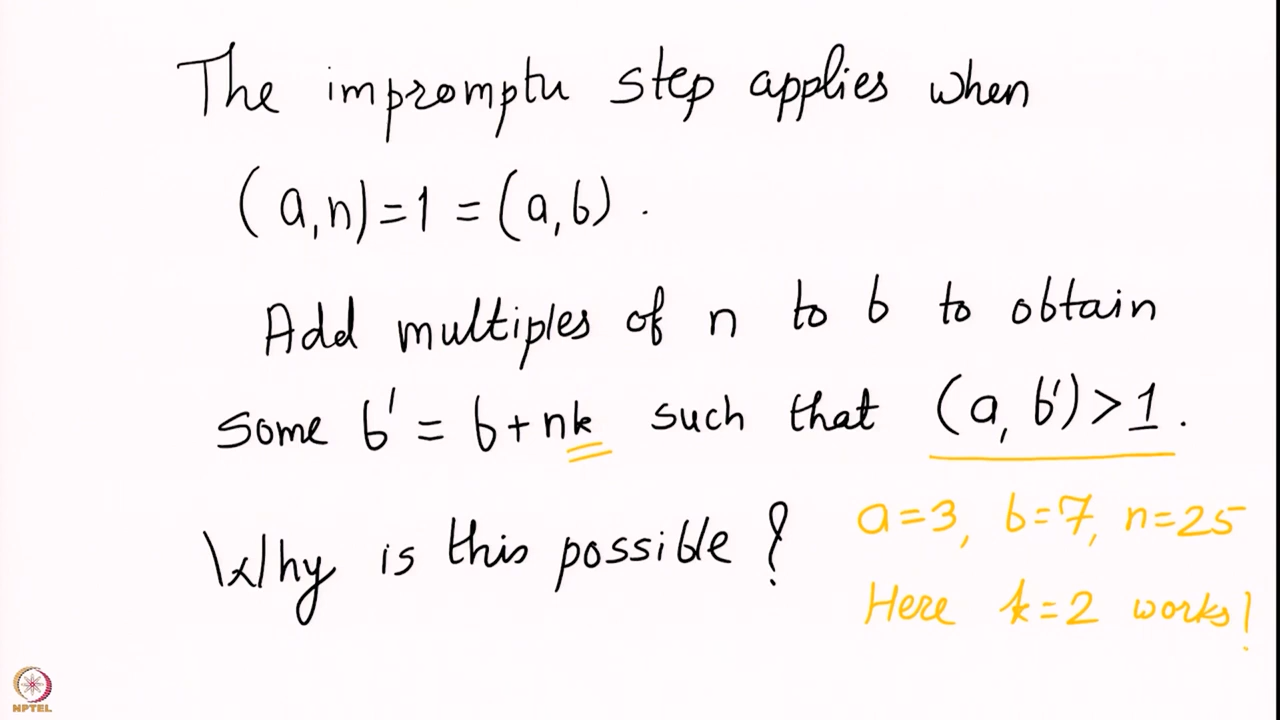 The impromptu step applies when
(a,n)=1=(a,b).
Add multiples of n to b to obtain
some b' = b+nk such that (a, b')>1.
Why is this possible?
a=3, b=7, n=25
Here k=2 works!
NPTEL